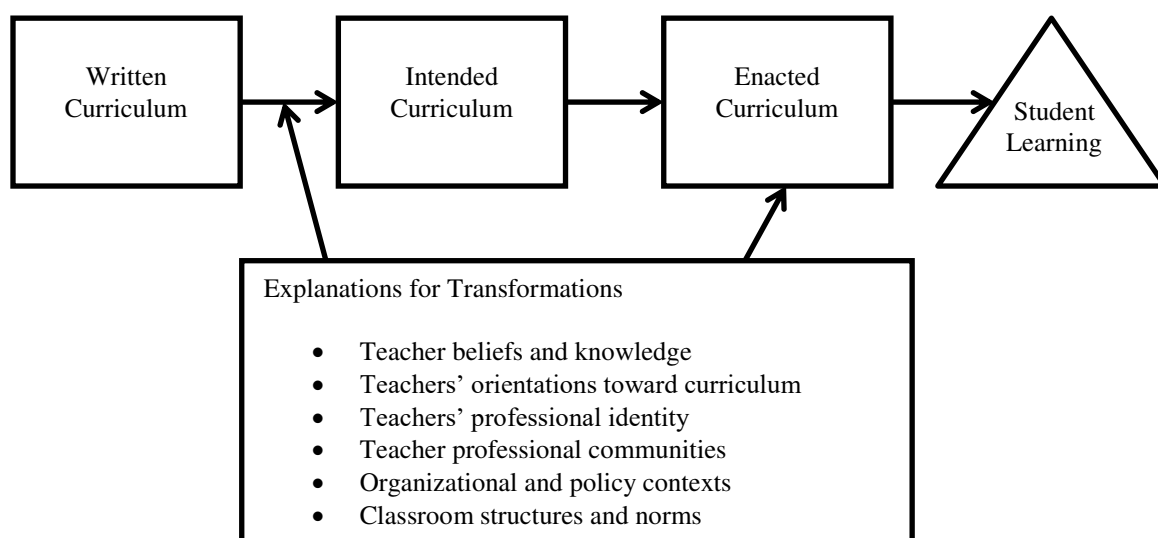 Written
Curriculum
Intended
Curriculum
Enacted
Curriculum
Student
Learning
Explanations for Transformations
• Teacher beliefs and knowledge
• Teachers’ orientations toward curriculum
• Teachers’ professional identity
• Teacher professional communities
• Organizational and policy contexts
• Classroom structures and norms